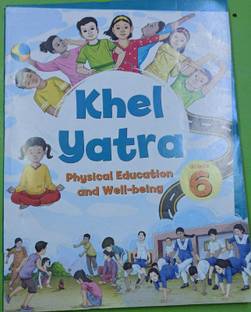 Khel
Yatra
Physical Education
and Well-being
6